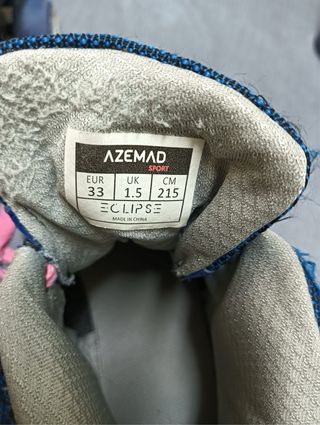 AZEMAD
SPORT
EUR UK CM
33 1.5 215
ECLIPSE
MADE IN CHINA